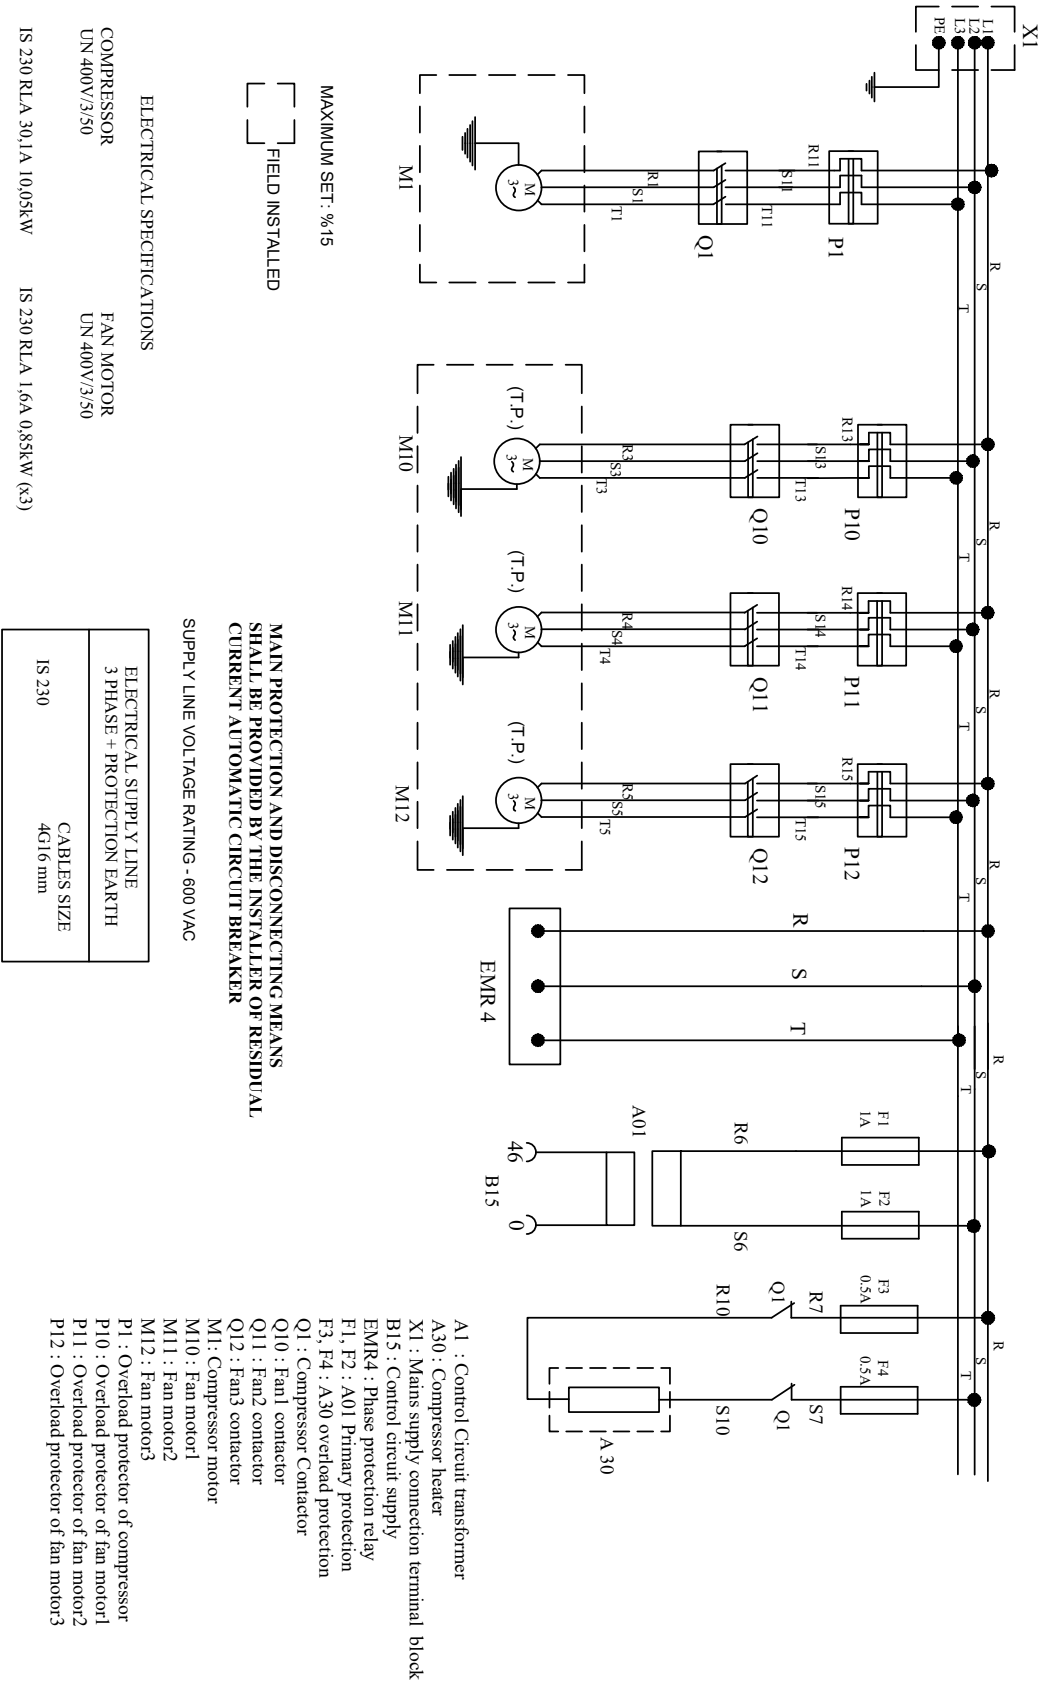 X1
L1
L2
L3
PE
R
S
T
R
S
T
R
S
T
R
S
T
R
S
T
R
S
T
R11
S11
T11
P1
R1
S1
T1
Q1
M
3~
M1
R13
S13
T13
P10
R3
S3
T3
Q10
(T.P.)
M
3~
M10
R14
S14
T14
P11
R4
S4
T4
Q11
(T.P.)
M
3~
M11
R15
S15
T15
P12
R5
S5
T5
Q12
(T.P.)
M
3~
M12
R
S
T
EMR 4
F1
1A
F2
1A
R6
S6
A01
46
0
B15
F3
0.5A
F4
0.5A
R7
S7
Q1
Q1
R10
S10
A 30
MAXIMUM SET: %15
FIELD INSTALLED
ELECTRICAL SPECIFICATIONS
COMPRESSOR
UN 400V/3/50
FAN MOTOR
UN 400V/3/50
IS 230 RLA 30,1A 10,05kW
IS 230 RLA 1,6A 0,85kW (x3)
MAIN PROTECTION AND DISCONNECTING MEANS
SHALL BE PROVIDED BY THE INSTALLER OF RESIDUAL
CURRENT AUTOMATIC CIRCUIT BREAKER
SUPPLY LINE VOLTAGE RATING - 600 VAC
ELECTRICAL SUPPLY LINE
3 PHASE + PROTECTION EARTH
CABLES SIZE
IS 230 4G16 mm
A1 : Control Circuit transformer
A30 : Compressor heater
X1 : Mains supply connection terminal block
B15 : Control circuit supply
EMR4 : Phase protection relay
F1, F2 : A01 Primary protection
F3, F4 : A30 overload protection
Q1 : Compressor Contactor
Q10 : Fan1 contactor
Q11 : Fan2 contactor
Q12 : Fan3 contactor
M1: Compressor motor
M10 : Fan motor1
M11 : Fan motor2
M12 : Fan motor3
P1 : Overload protector of compressor
P10 : Overload protector of fan motor1
P11 : Overload protector of fan motor2
P12 : Overload protector of fan motor3